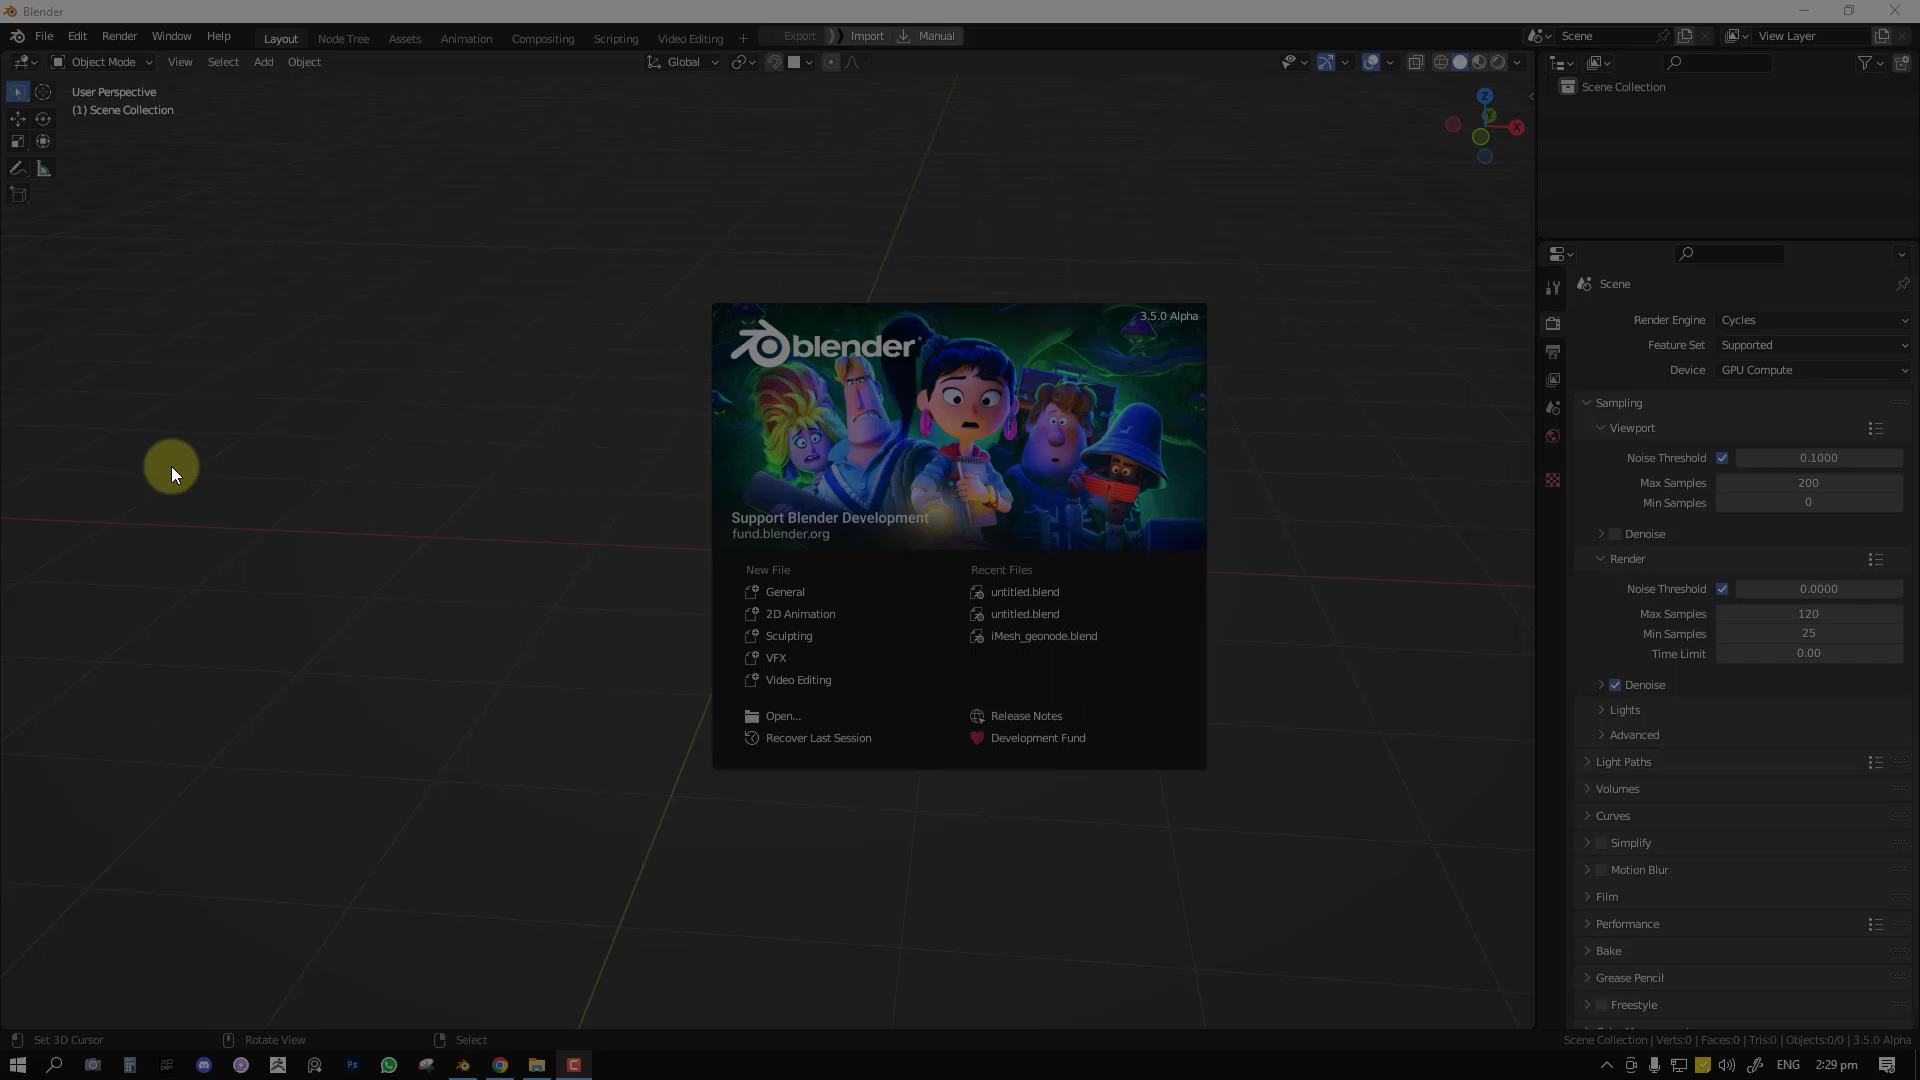 Blender
File Edit Render Window Help
Layout Node Tree Assets Animation Compositing Scripting Video Editing +
Export Import Manual
Scene
View Layer
Object Mode View Select Add Object
Global
User Perspective
(1) Scene Collection
Z
Y
X
Scene Collection
Scene
Render Engine Cycles
Feature Set Supported
Device GPU Compute
Sampling
Viewport
Noise Threshold 0.1000
Max Samples 200
Min Samples 0
Denoise
Render
Noise Threshold 0.0000
Max Samples 120
Min Samples 25
Time Limit 0.00
Denoise
Lights
Advanced
Light Paths
Volumes
Curves
Simplify
Motion Blur
Film
Performance
Bake
Grease Pencil
Freestyle
3.5.0 Alpha
blender
Support Blender Development
fund.blender.org
New File
General
2D Animation
Sculpting
VFX
Video Editing
Open...
Recover Last Session
Recent Files
untitled.blend
untitled.blend
iMesh_geonode.blend
Release Notes
Development Fund
Set 3D Cursor Rotate View Select
Scene Collection | Verts:0 | Faces:0 | Tris:0 | Objects:0/0 | 3.5.0 Alpha
Ps
ENG 2:29 pm